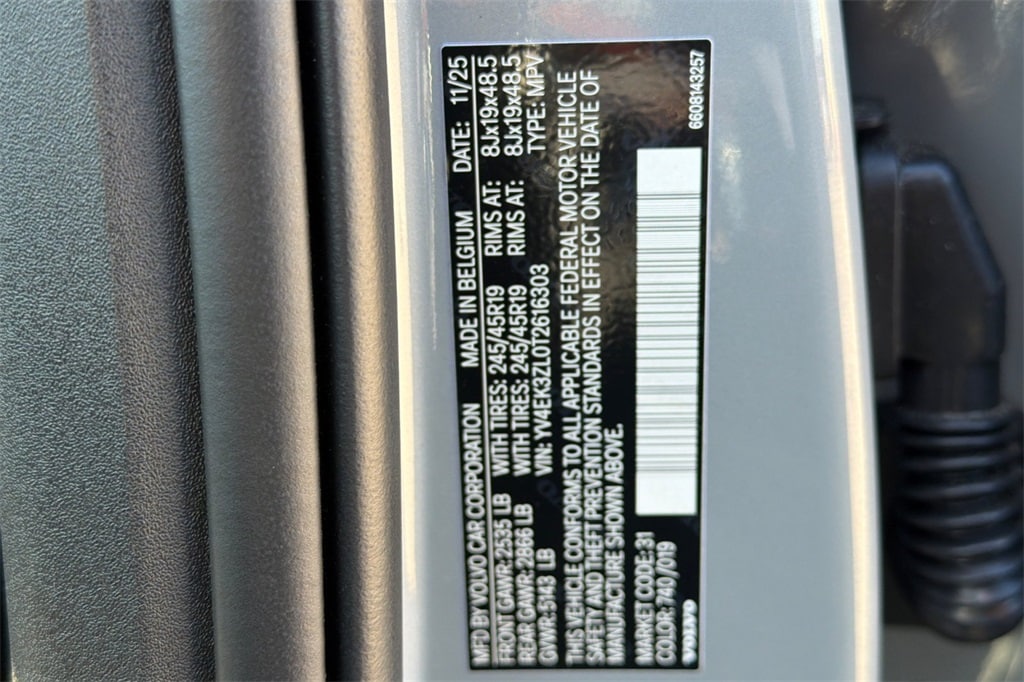 MFD BY VOLVO CAR CORPORATION MADE IN BELGIUM DATE: 11/25
FRONT GAWR: 2535 LB WITH TIRES: 245/45R19 RIMS AT: 8Jx19x48.5
REAR GAWR: 2866 LB WITH TIRES: 245/45R19 RIMS AT: 8Jx19x48.5
GVWR: 5143 LB VIN: YV4EK3ZL0T2616303 TYPE: MPV
THIS VEHICLE CONFORMS TO ALL APPLICABLE FEDERAL MOTOR VEHICLE
SAFETY AND THEFT PREVENTION STANDARDS IN EFFECT ON THE DATE OF
MANUFACTURE SHOWN ABOVE.
MARKET CODE: 31
COLOR: 740/019
VOLVO
6608143257